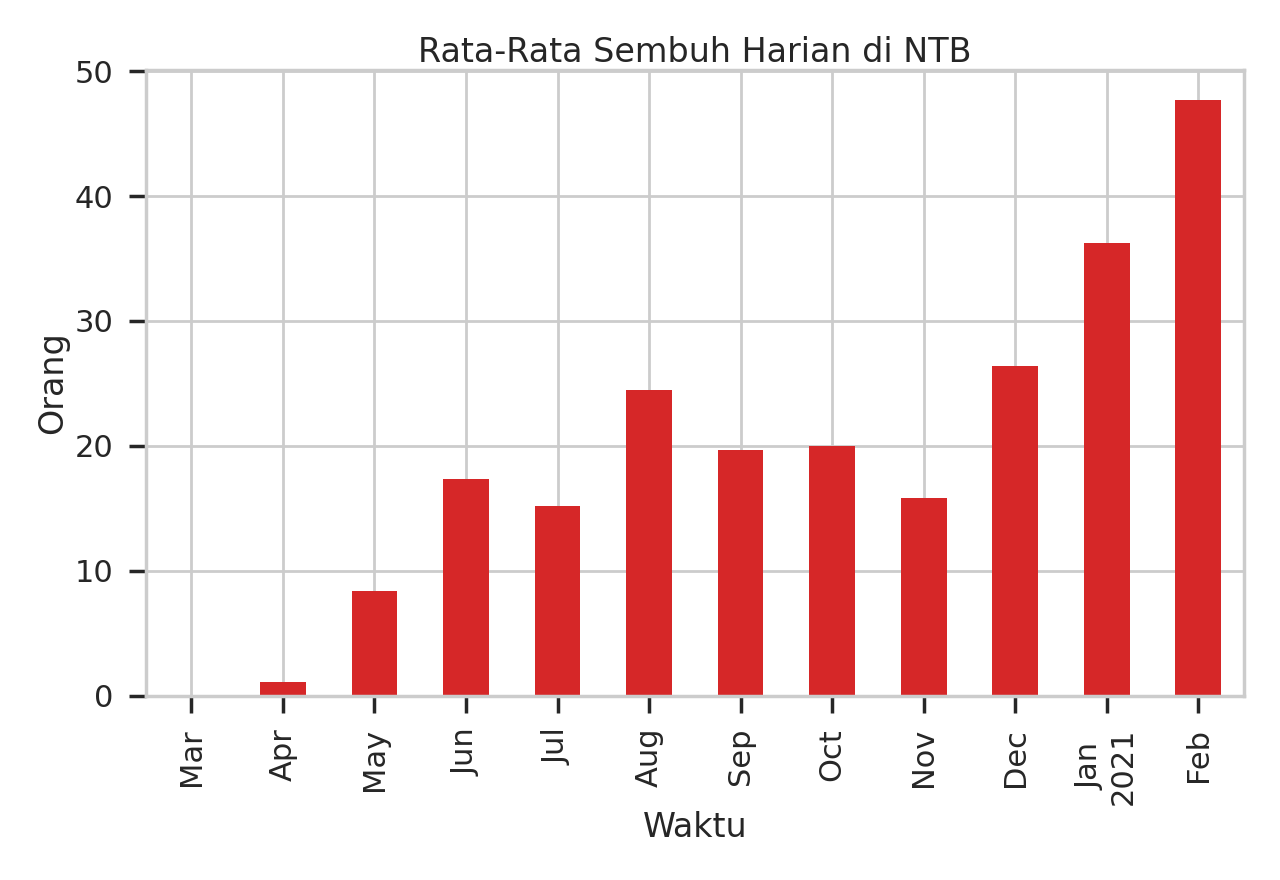 Rata-Rata Sembuh Harian di NTB
50
40
30
20
10
0
Orang
Mar
Apr
May
Jun
Jul
Aug
Sep
Oct
Nov
Dec
Jan
2021
Feb
Waktu